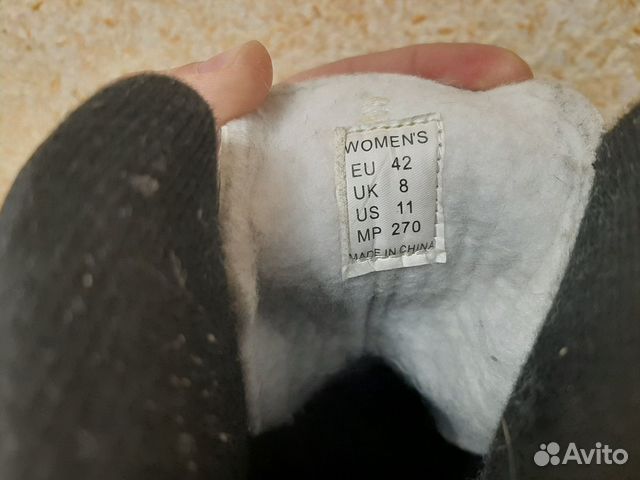 WOMEN'S
EU 42
UK 8
US 11
MP 270
MADE IN CHINA
Avito